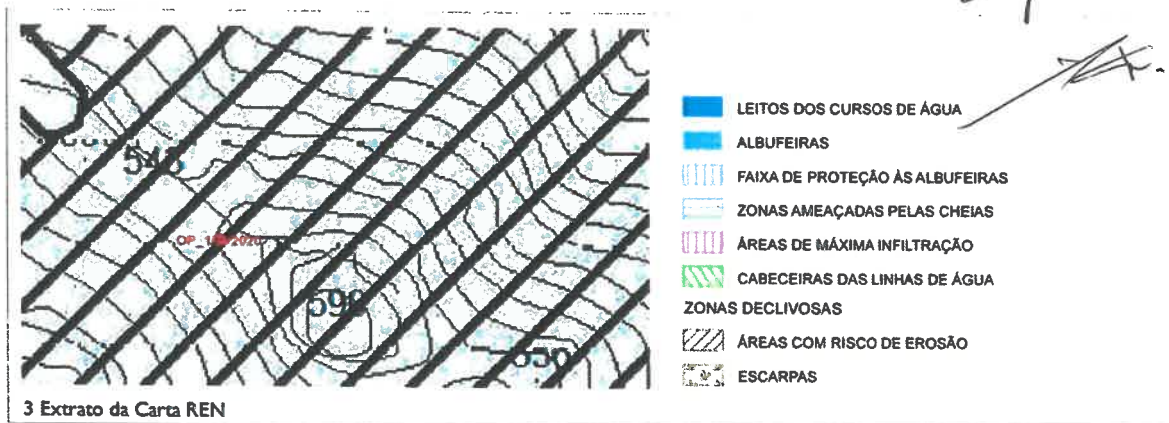 548
OP
598
LEITOS DOS CURSOS DE ÁGUA
ALBUFEIRAS
FAIXA DE PROTEÇÃO ÀS ALBUFEIRAS
ZONAS AMEAÇADAS PELAS CHEIAS
ÁREAS DE MÁXIMA INFILTRAÇÃO
CABECEIRAS DAS LINHAS DE ÁGUA
ZONAS DECLIVOSAS
ÁREAS COM RISCO DE EROSÃO
ESCARPAS
3 Extrato da Carta REN